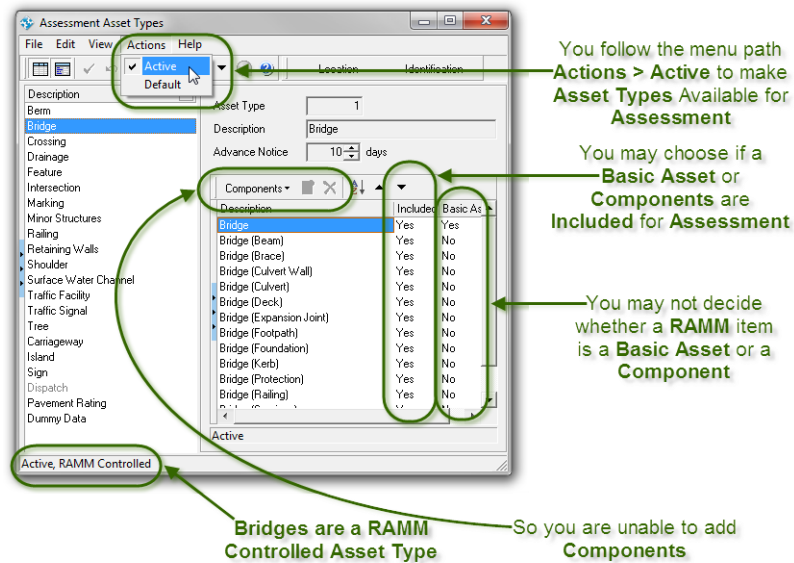 Assessment Asset Types
File Edit View Actions Help
Active
Default
Location Identification
Description
Berm
Bridge
Crossing
Drainage
Feature
Intersection
Marking
Minor Structures
Railing
Retaining Walls
Shoulder
Surface Water Channel
Traffic Facility
Traffic Signal
Tree
Carriageway
Island
Sign
Dispatch
Pavement Rating
Dummy Data
Asset Type 1
Description Bridge
Advance Notice 10 days
Components
Description Included Basic As
Bridge Yes Yes
Bridge (Beam) Yes No
Bridge (Brace) Yes No
Bridge (Culvert Wall) Yes No
Bridge (Culvert) Yes No
Bridge (Deck) Yes No
Bridge (Expansion Joint) Yes No
Bridge (Footpath) Yes No
Bridge (Foundation) Yes No
Bridge (Kerb) Yes No
Bridge (Protection) Yes No
Bridge (Railing) Yes No
Active
Active, RAMM Controlled
You follow the menu path
Actions > Active to make
Asset Types Available for
Assessment
You may choose if a
Basic Asset or
Components are
Included for Assessment
You may not decide
whether a RAMM item
is a Basic Asset or a
Component
Bridges are a RAMM
Controlled Asset Type
So you are unable to add
Components